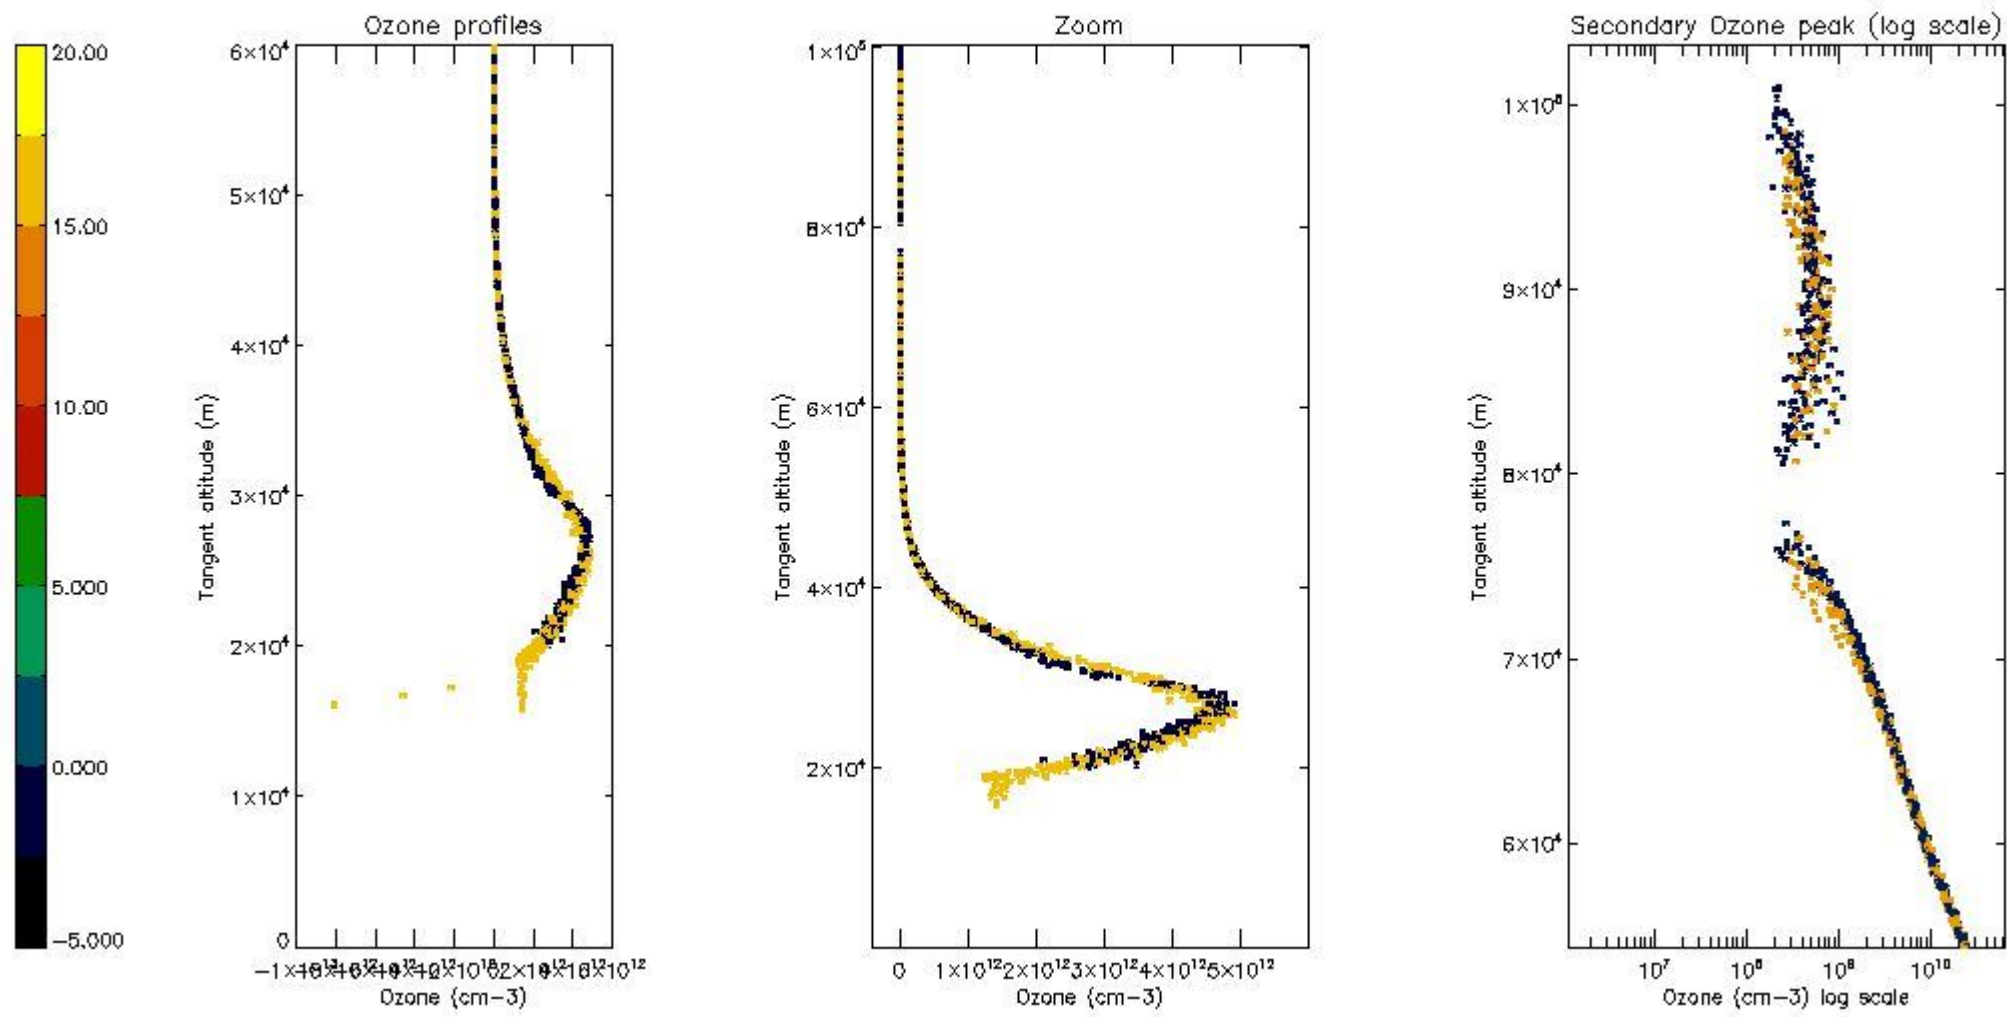 Ozone profiles
Zoom
Secondary Ozone peak (log scale)
20.00
15.00
10.00
5.000
0.000
−5.000
6×10⁴
5×10⁴
4×10⁴
3×10⁴
2×10⁴
1×10⁴
0
Tangent altitude (m)
Ozone (cm−3)
1×10⁵
8×10⁴
6×10⁴
4×10⁴
2×10⁴
Tangent altitude (m)
0 1×10¹² 2×10¹² 3×10¹² 4×10¹² 5×10¹²
Ozone (cm−3)
9×10⁴
8×10⁴
7×10⁴
6×10⁴
Tangent altitude (m)
10⁷ 10⁸ 10⁹ 10¹⁰
Ozone (cm−3) log scale